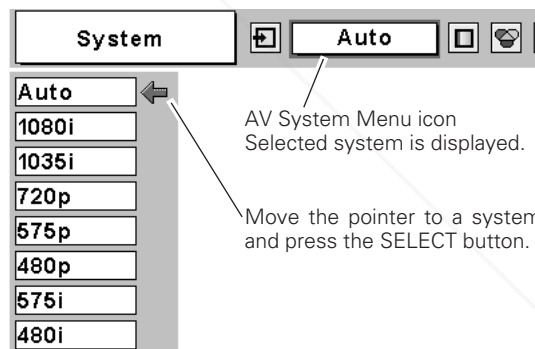 System
Auto
Auto
1080i
1035i
720p
575p
480p
575i
480i
AV System Menu icon
Selected system is displayed.
Move the pointer to a system
and press the SELECT button.